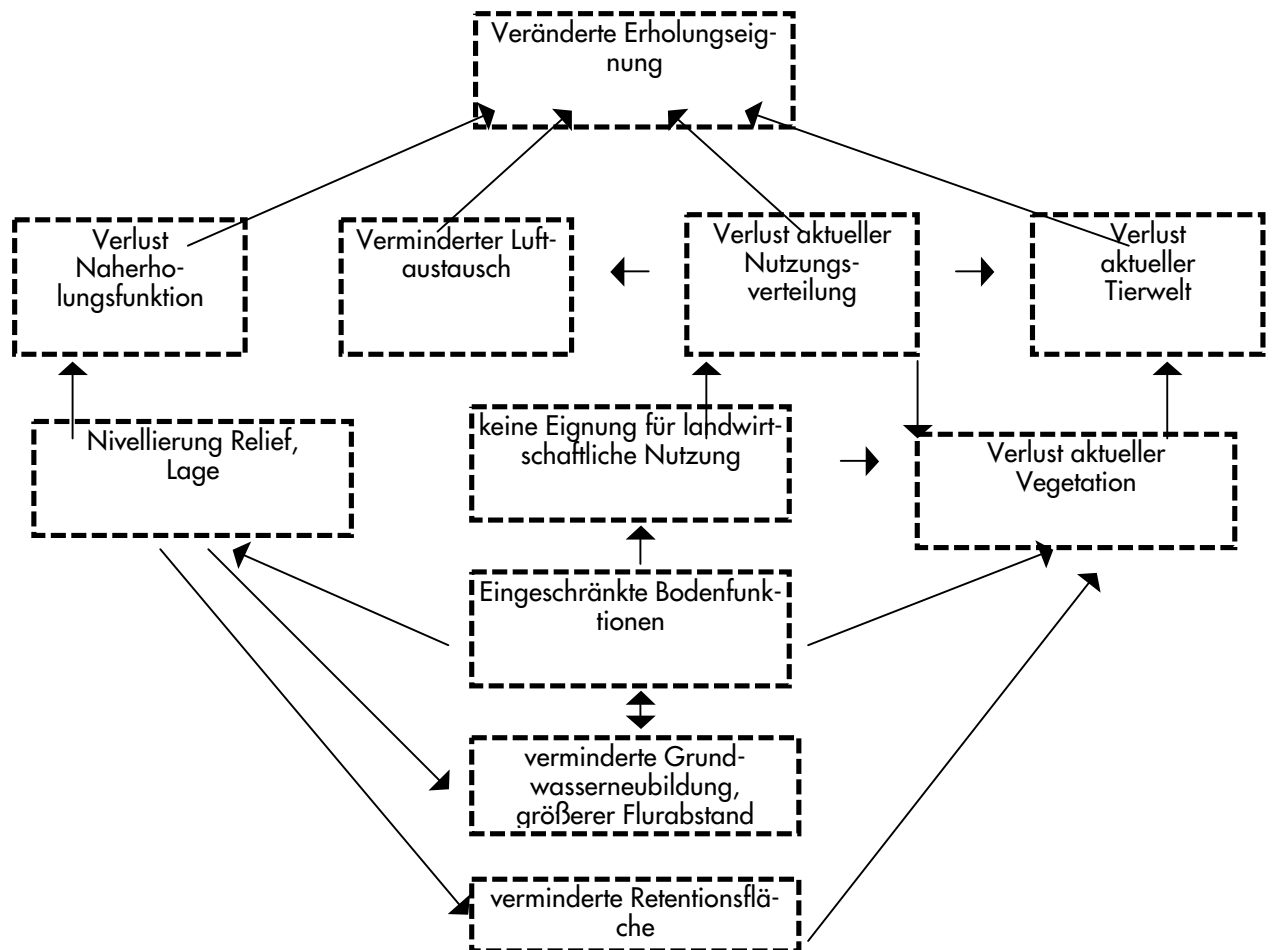 Veränderte Erholungseig-
nung
Verlust
Naherho-
lungsfunktion
Verminderter Luft-
austausch
Verlust aktueller
Nutzungs-
verteilung
Verlust
aktueller
Tierwelt
Nivellierung Relief,
Lage
keine Eignung für landwirt-
schaftliche Nutzung
Verlust aktueller
Vegetation
Eingeschränkte Bodenfunk-
tionen
verminderte Grund-
wasserneubildung,
größerer Flurabstand
verminderte Retentionsflä-
che